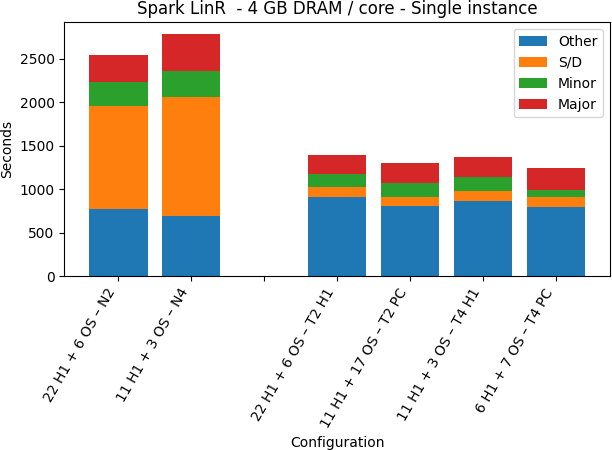 Spark LinR - 4 GB DRAM / core - Single instance
Seconds
2500
2000
1500
1000
500
0
Other
S/D
Minor
Major
22 H1 + 6 OS – N2
11 H1 + 3 OS – N4
22 H1 + 6 OS – T2 H1
11 H1 + 17 OS – T2 PC
11 H1 + 3 OS – T4 H1
6 H1 + 7 OS – T4 PC
Configuration